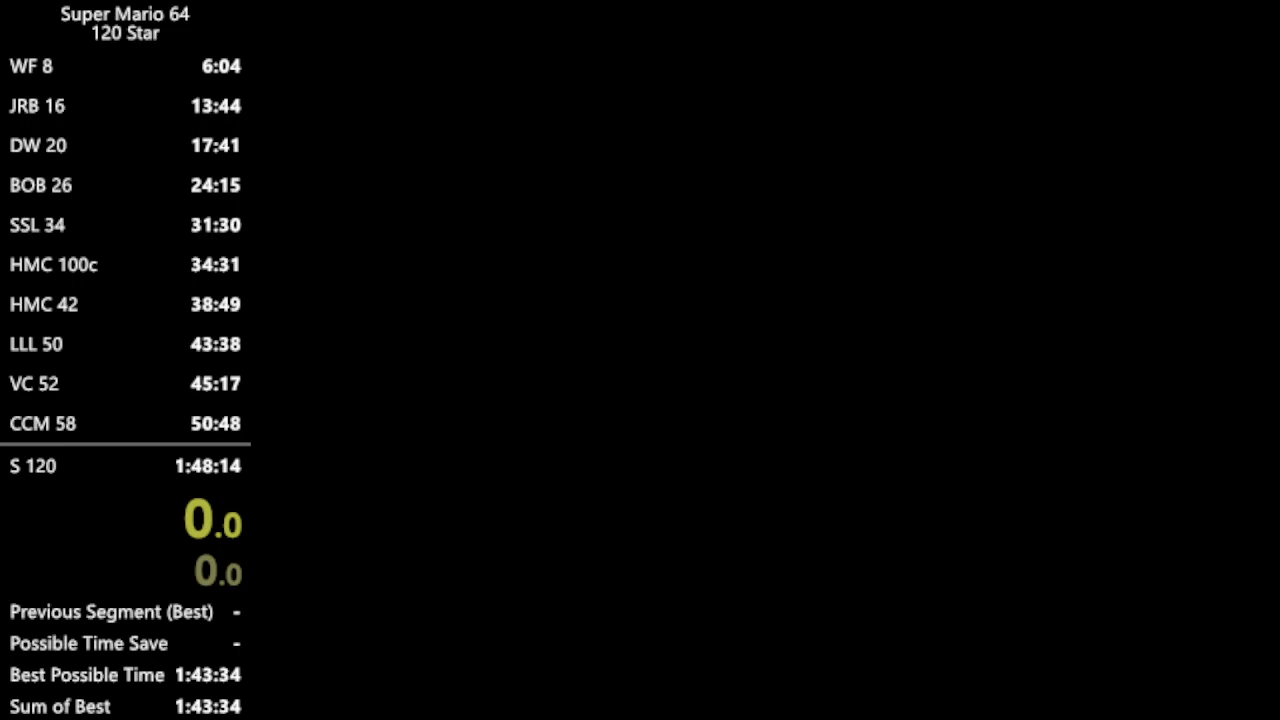 Super Mario 64
120 Star
WF 8 6:04
JRB 16 13:44
DW 20 17:41
BOB 26 24:15
SSL 34 31:30
HMC 100c 34:31
HMC 42 38:49
LLL 50 43:38
VC 52 45:17
CCM 58 50:48
S 120 1:48:14
0.0
0.0
Previous Segment (Best) -
Possible Time Save -
Best Possible Time 1:43:34
Sum of Best 1:43:34